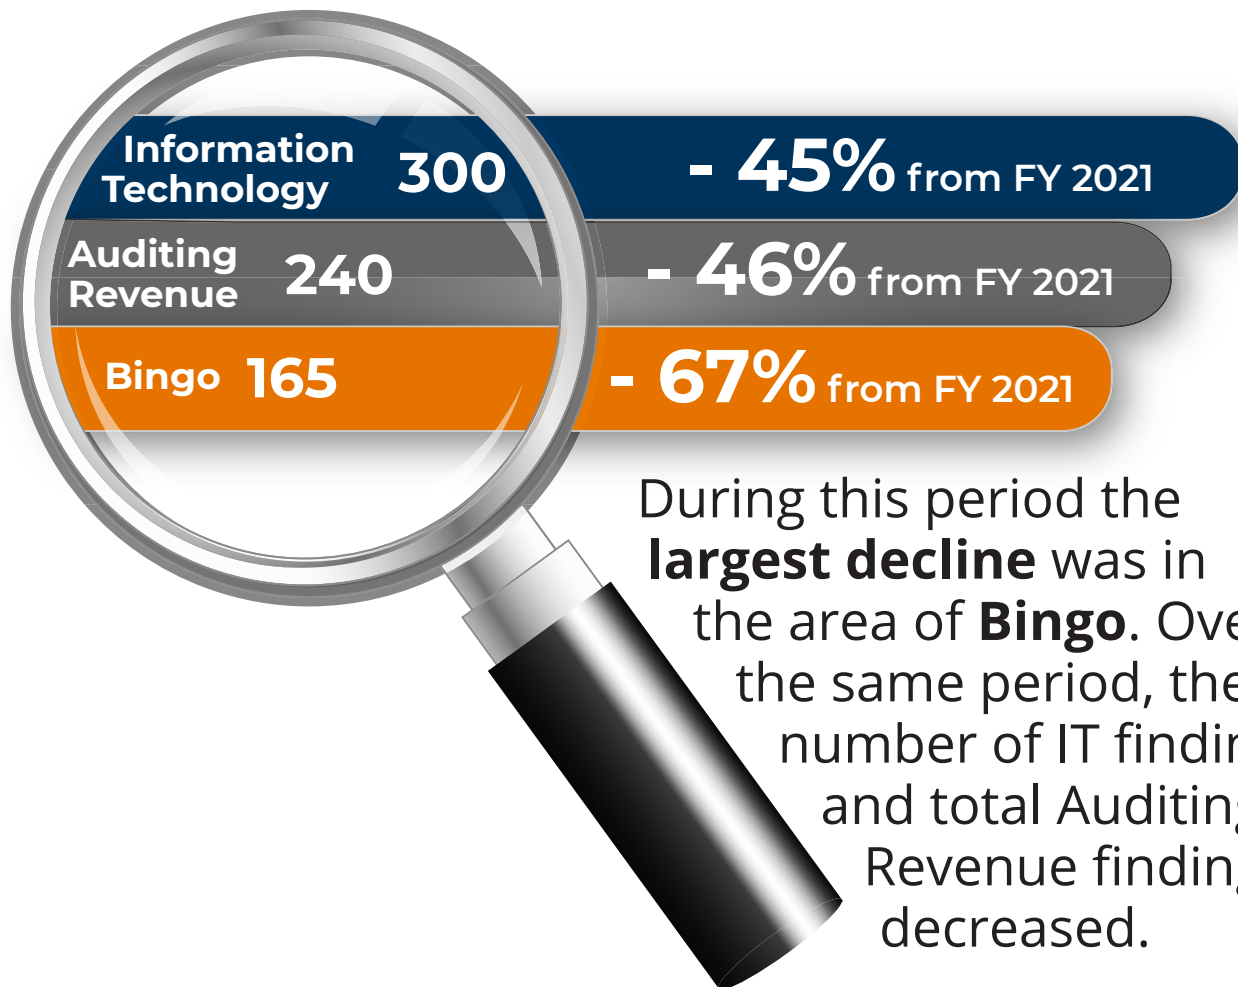 Information
Technology 300 - 45% from FY 2021
Auditing
Revenue 240 - 46% from FY 2021
Bingo 165 - 67% from FY 2021
During this period the
largest decline was in
the area of Bingo. Ove
the same period, the
number of IT findin
and total Auditing
Revenue finding
decreased.